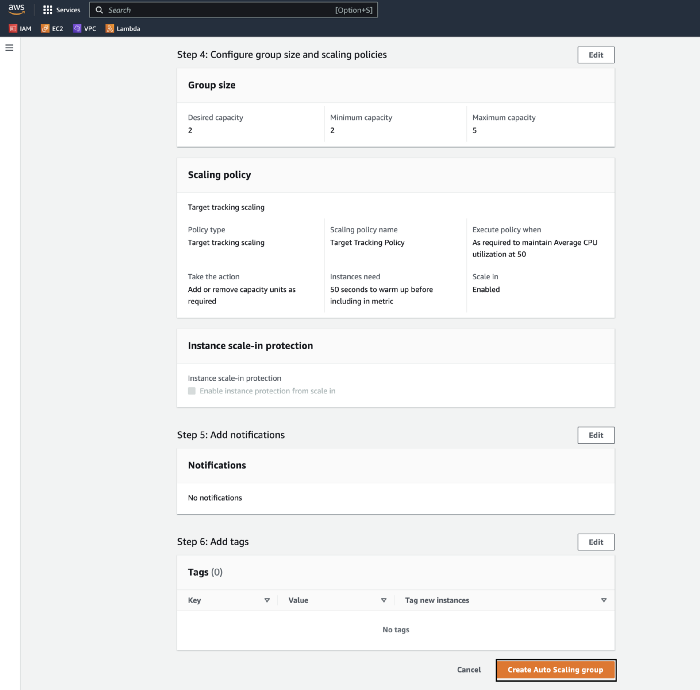 aws Services Search [Option+S]
IAM EC2 VPC Lambda
Step 4: Configure group size and scaling policies Edit
Group size
Desired capacity Minimum capacity Maximum capacity
2 2 5
Scaling policy
Target tracking scaling
Policy type Scaling policy name Execute policy when
Target tracking scaling Target Tracking Policy As required to maintain Average CPU
utilization at 50
Take the action Instances need Scale in
Add or remove capacity units as 50 seconds to warm up before Enabled
required including in metric
Instance scale-in protection
Instance scale-in protection
Enable instance protection from scale in
Step 5: Add notifications Edit
Notifications
No notifications
Step 6: Add tags Edit
Tags (0)
Key Value Tag new instances
No tags
Cancel Create Auto Scaling group